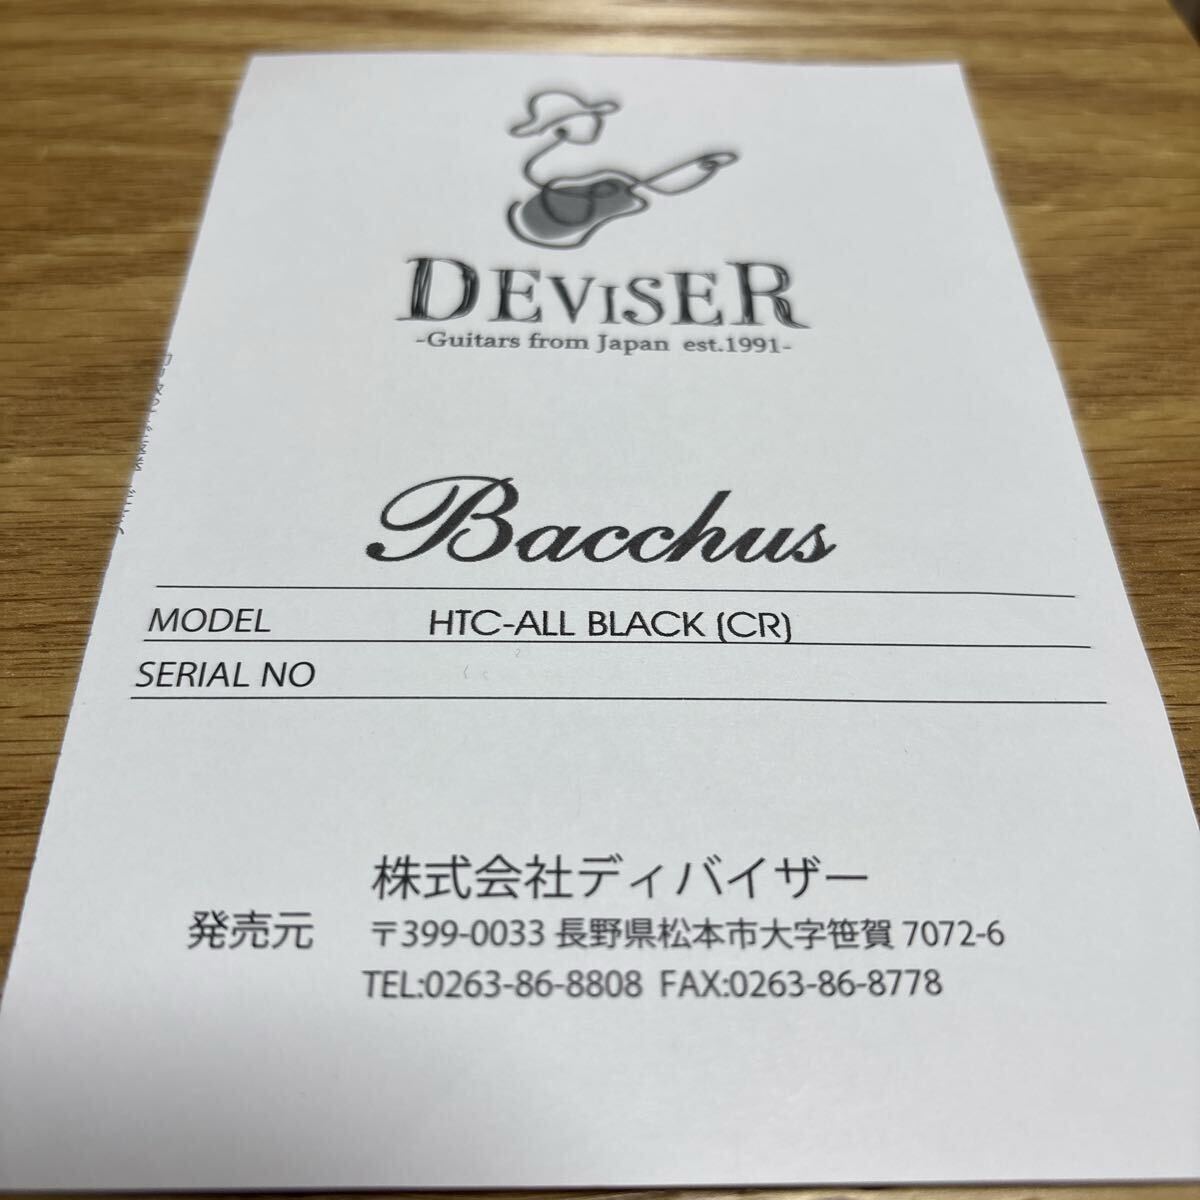 DEVISER
-Guitars from Japan est.1991-
Bacchus
MODEL HTC-ALL BLACK (CR)
SERIAL NO
株式会社ディバイザー
発売元 〒399-0033 長野県松本市大字笹賀 7072-6
TEL:0263-86-8808 FAX:0263-86-8778